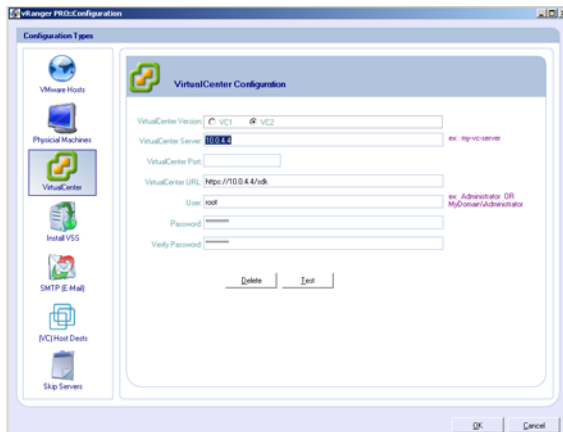 vRanger PRO::Configuration
Configuration Types
VMware Hosts
Physical Machines
VirtualCenter
Install VSS
SMTP (E-Mail)
(VC) Host Dests
Skip Servers
VirtualCenter Configuration
VirtualCenter Version: VC1 VC2
VirtualCenter Server: 10.0.4.4 ex: my-vc-server
VirtualCenter Port:
VirtualCenter URL: https://10.0.4.4/sdk
User: root ex: Administrator OR
MyDomain\Administrator
Password: **********
Verify Password: **********
Delete Test
OK Cancel